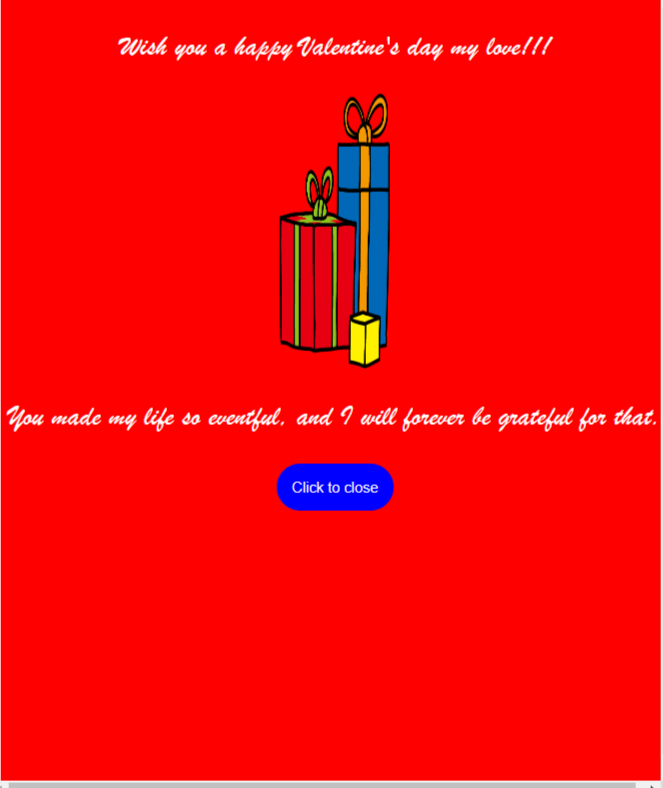 Wish you a happy Valentine's day my love!!!
You made my life so eventful, and I will forever be grateful for that.
Click to close